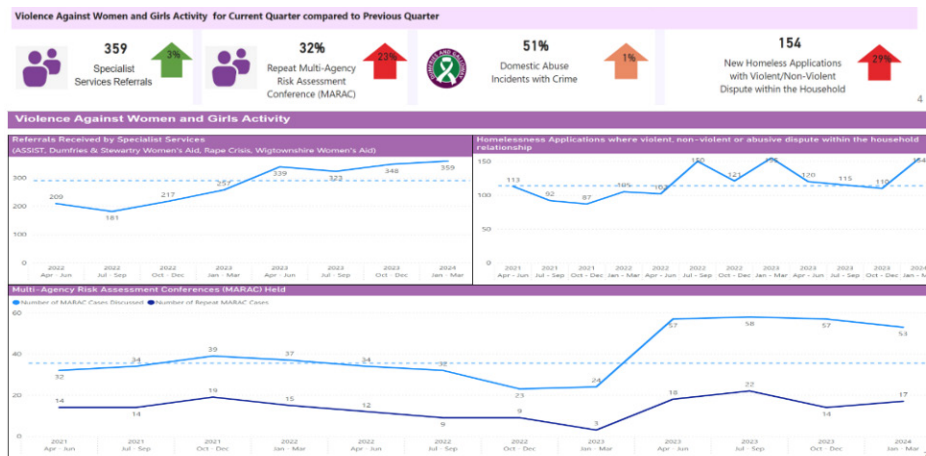 Violence Against Women and Girls Activity for Current Quarter compared to Previous Quarter
359
Specialist
Services Referrals
3%
32%
Repeat Multi-Agency
Risk Assessment
Conference (MARAC)
23%
51%
Domestic Abuse
Incidents with Crime
1%
154
New Homeless Applications
with Violent/Non-Violent
Dispute within the Household
29%
4
Violence Against Women and Girls Activity
Referrals Received by Specialist Services
(ASSIST, Dumfries & Stewartry Women's Aid, Rape Crisis, Wigtownshire Women's Aid)
300
200
100
0
209
181
217
257
339
323
348
359
2022 2022 2022 2023 2023 2023 2023 2024
Apr - Jun Jul - Sep Oct - Dec Jan - Mar Apr - Jun Jul - Sep Oct - Dec Jan - Mar
Homelessness Applications where violent, non-violent or abusive dispute within the household
relationship
150
100
50
0
113
92
87
105
150
121
120
115
110
2021 2021 2021 2022 2022 2022 2022 2023 2023 2023 2023 2024
Apr - Jun Jul - Sep Oct - Dec Jan - Mar Apr - Jun Jul - Sep Oct - Dec Jan - Mar Apr - Jun Jul - Sep Oct - Dec Jan - M
Multi-Agency Risk Assessment Conferences (MARAC) Held
Number of MARAC Cases Discussed Number of Repeat MARAC Cases
60
40
20
0
32
34
39
37
34
32
23
24
57
58
57
53
14
14
19
15
12
9
9
3
18
22
14
17
2021 2021 2021 2022 2022 2022 2022 2023 2023 2023 2023 2024
Apr - Jun Jul - Sep Oct - Dec Jan - Mar Apr - Jun Jul - Sep Oct - Dec Jan - Mar Apr - Jun Jul - Sep Oct - Dec Jan - Mar